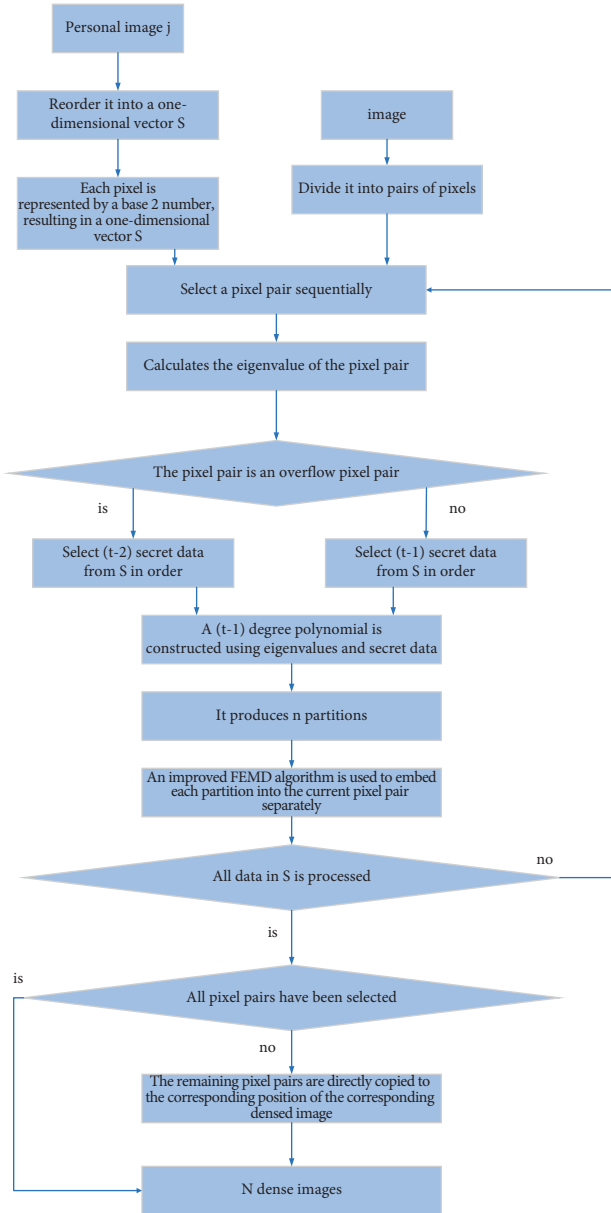 Personal image j
Reorder it into a one-
dimensional vector S
image
Each pixel is
represented by a base 2 number,
resulting in a one-dimensional
vector S
Divide it into pairs of pixels
Select a pixel pair sequentially
Calculates the eigenvalue of the pixel pair
The pixel pair is an overflow pixel pair
is
no
Select (t-2) secret data
from S in order
Select (t-1) secret data
from S in order
A (t-1) degree polynomial is
constructed using eigenvalues and secret data
It produces n partitions
An improved FEMD algorithm is used to embed
each partition into the current pixel pair
separately
All data in S is processed
no
is
is
All pixel pairs have been selected
no
The remaining pixel pairs are directly copied to
the corresponding position of the corresponding
densed image
N dense images